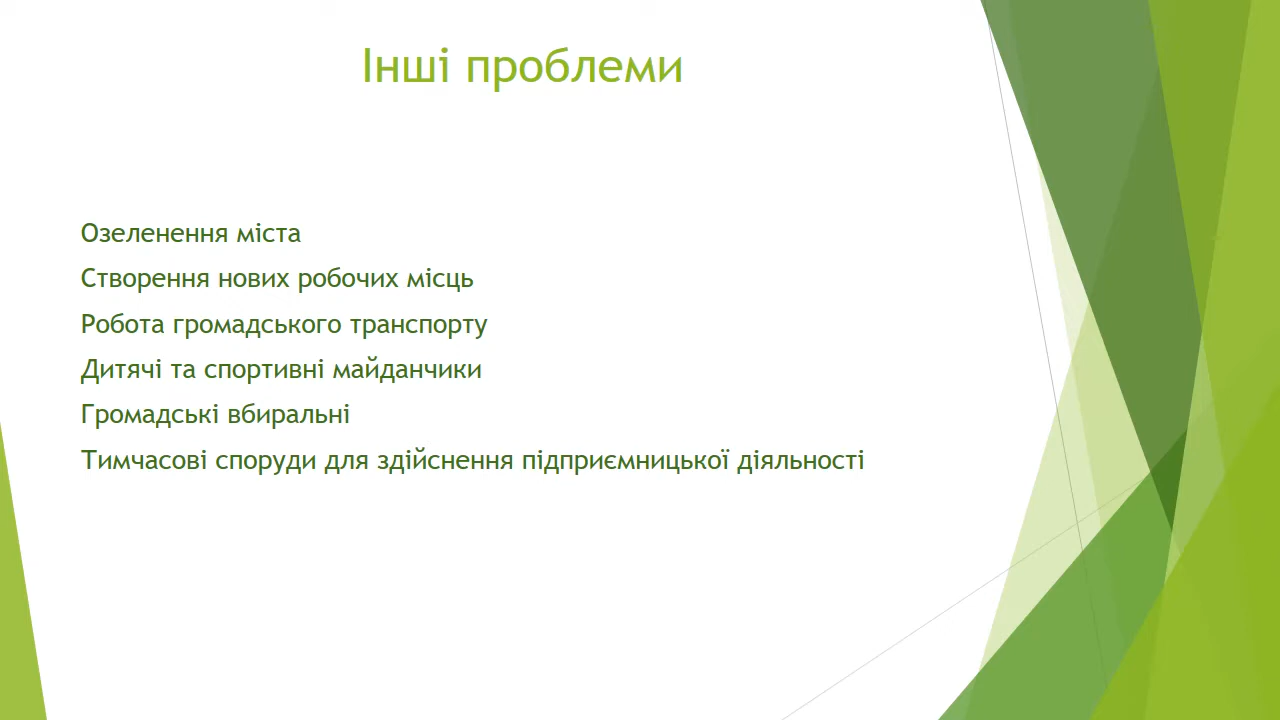 Інші проблеми
Озеленення міста
Створення нових робочих місць
Робота громадського транспорту
Дитячі та спортивні майданчики
Громадські вбиральні
Тимчасові споруди для здійснення підприємницької діяльності